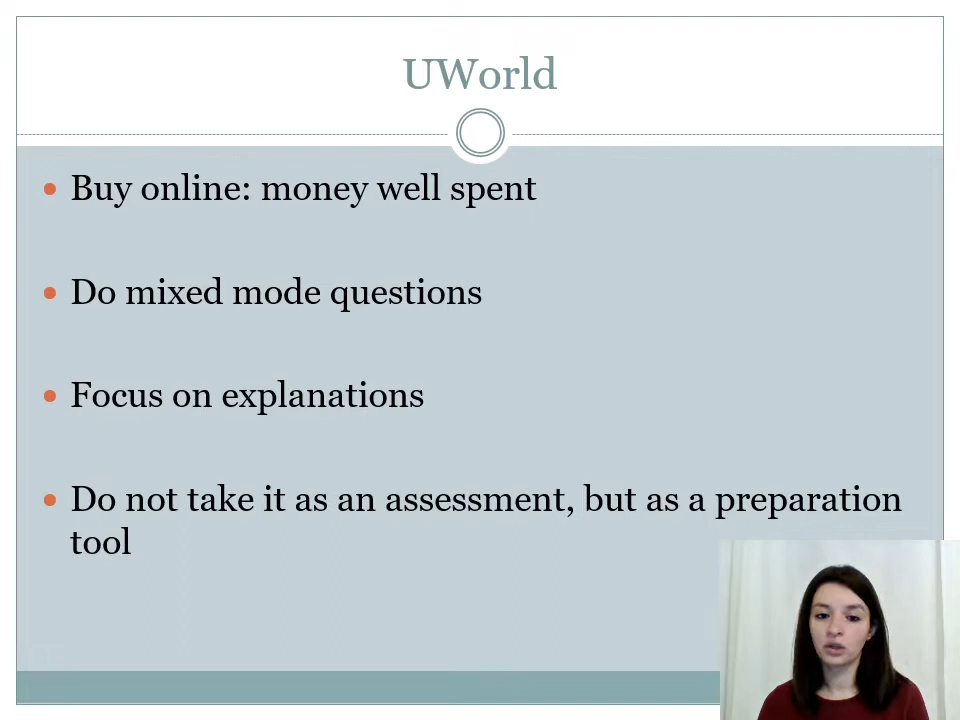 UWorld
Buy online: money well spent
Do mixed mode questions
Focus on explanations
Do not take it as an assessment, but as a preparation
tool